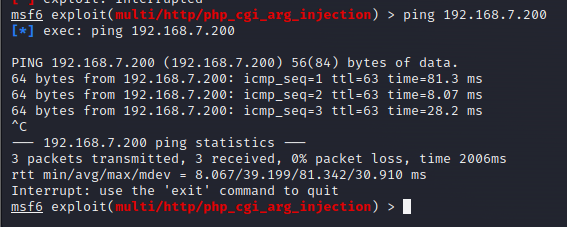 msf6 exploit(multi/http/php_cgi_arg_injection) > ping 192.168.7.200
[*] exec: ping 192.168.7.200
PING 192.168.7.200 (192.168.7.200) 56(84) bytes of data.
64 bytes from 192.168.7.200: icmp_seq=1 ttl=63 time=81.3 ms
64 bytes from 192.168.7.200: icmp_seq=2 ttl=63 time=8.07 ms
64 bytes from 192.168.7.200: icmp_seq=3 ttl=63 time=28.2 ms
^C
--- 192.168.7.200 ping statistics ---
3 packets transmitted, 3 received, 0% packet loss, time 2006ms
rtt min/avg/max/mdev = 8.067/39.199/81.342/30.910 ms
Interrupt: use the 'exit' command to quit
msf6 exploit(multi/http/php_cgi_arg_injection) >